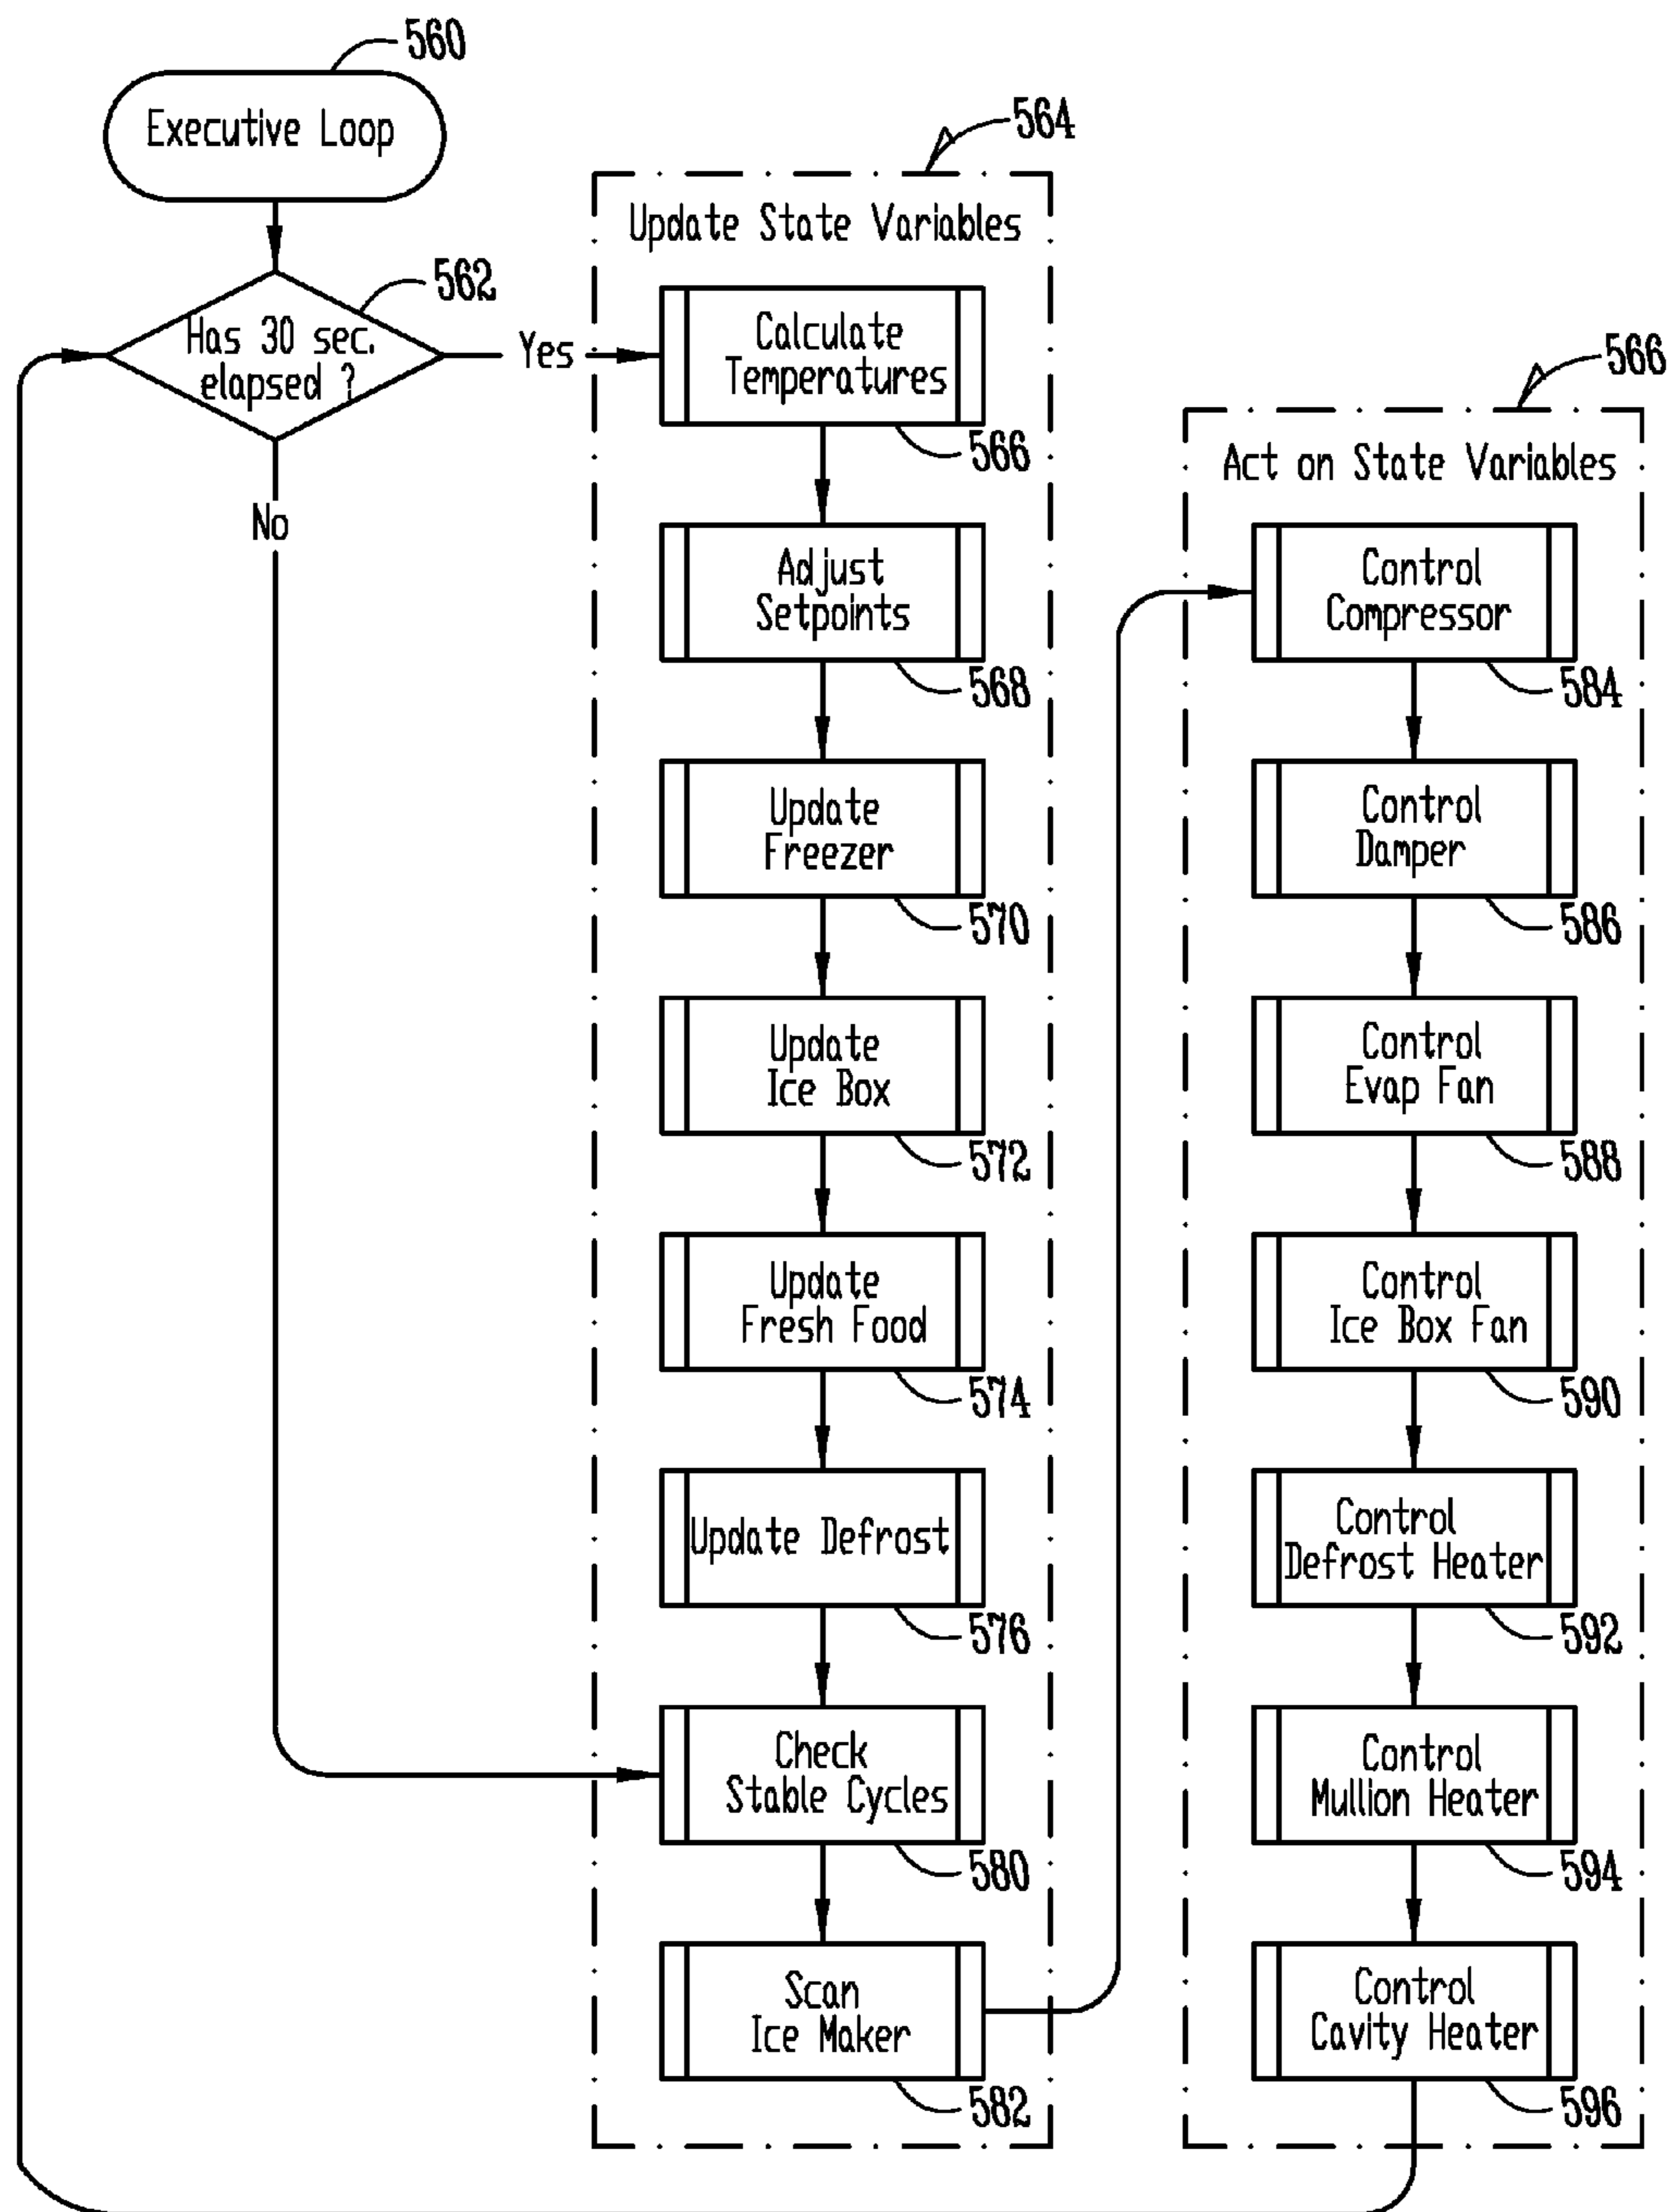 560
Executive Loop
562
Has 30 sec.
elapsed ?
Yes
No
564
Update State Variables
Calculate
Temperatures
566
Adjust
Setpoints
568
Update
Freezer
570
Update
Ice Box
572
Update
Fresh Food
574
Update Defrost
576
Check
Stable Cycles
580
Scan
Ice Maker
582
566
Act on State Variables
Control
Compressor
584
Control
Damper
586
Control
Evap Fan
588
Control
Ice Box Fan
590
Control
Defrost Heater
592
Control
Mullion Heater
594
Control
Cavity Heater
596